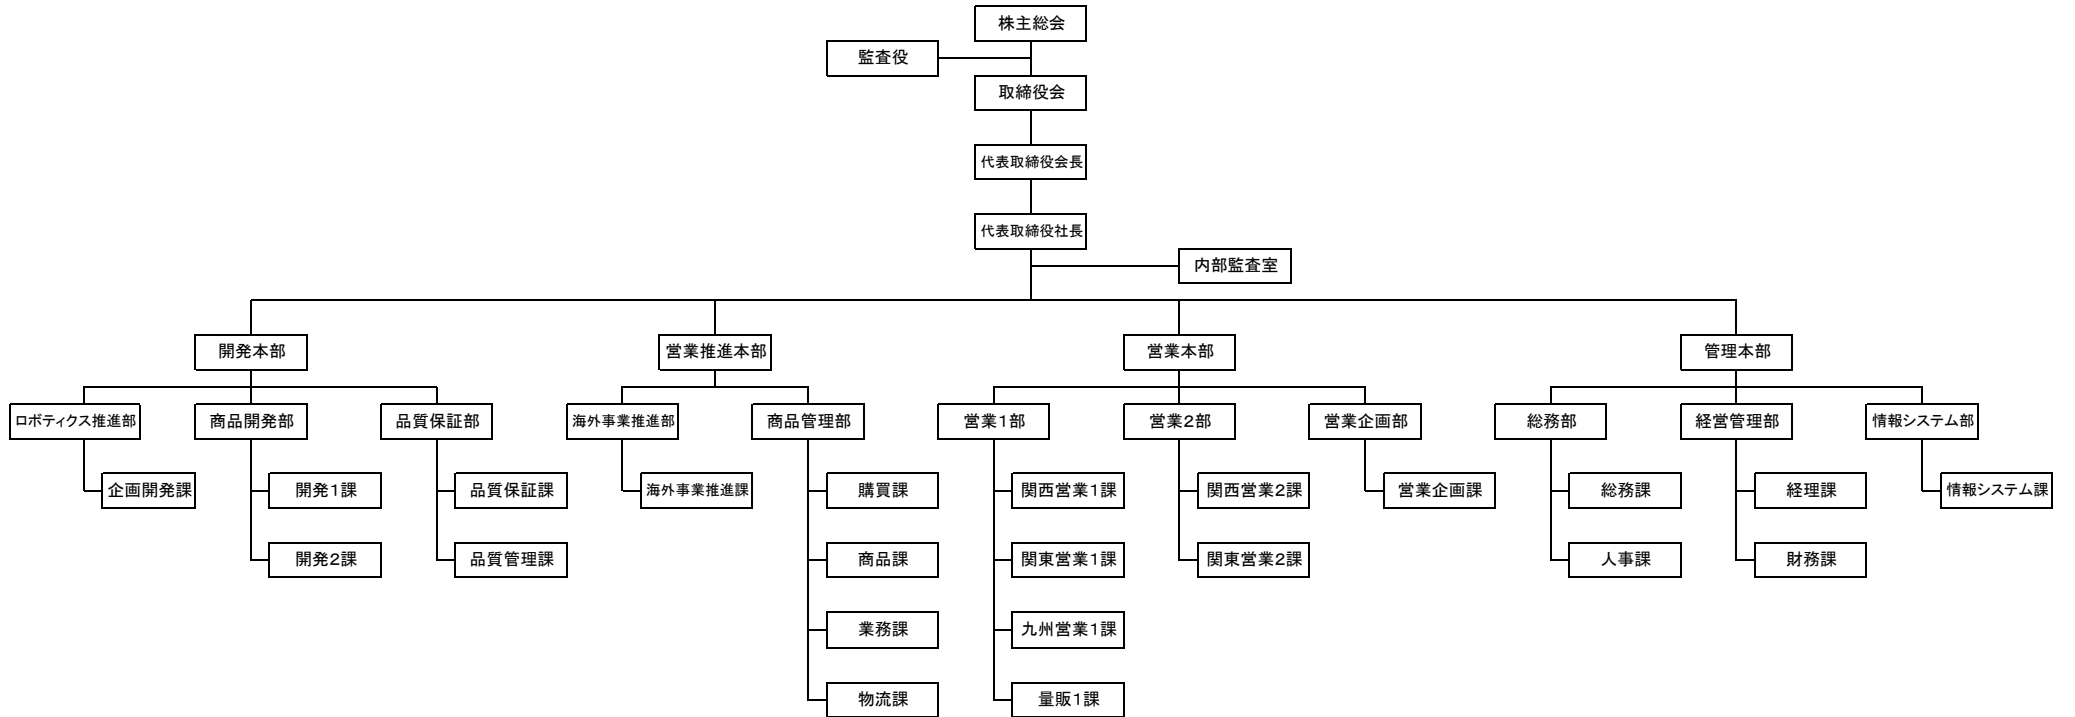 株主総会
監査役
取締役会
代表取締役会長
代表取締役社長
内部監査室
開発本部
営業推進本部
営業本部
管理本部
ロボティクス推進部
商品開発部
品質保証部
海外事業推進部
商品管理部
営業1部
営業2部
営業企画部
総務部
経営管理部
情報システム部
企画開発課
開発1課
品質保証課
海外事業推進課
購買課
関西営業1課
関西営業2課
営業企画課
総務課
経理課
情報システム課
開発2課
品質管理課
商品課
関東営業1課
関東営業2課
人事課
財務課
業務課
九州営業1課
物流課
量販1課